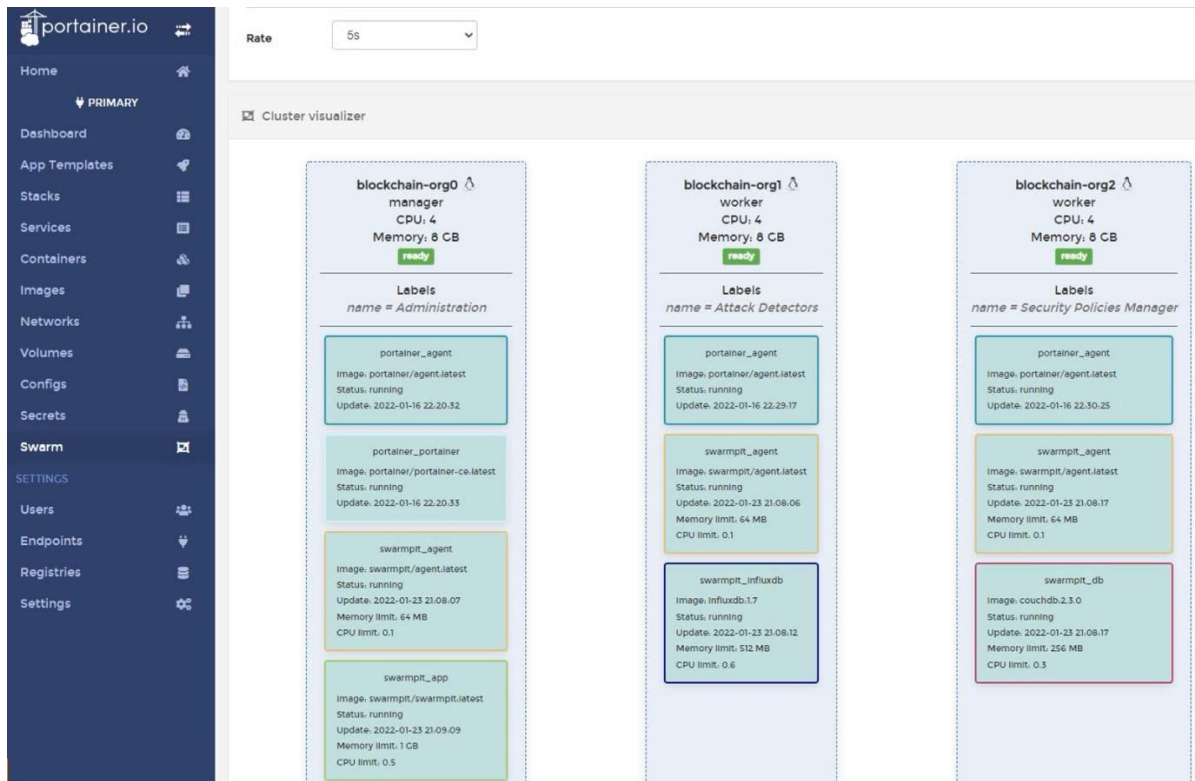 portainer.io
Home
PRIMARY
Dashboard
App Templates
Stacks
Services
Containers
Images
Networks
Volumes
Configs
Secrets
Swarm
SETTINGS
Users
Endpoints
Registries
Settings
Rate 5s
Cluster visualizer
blockchain-org0
manager
CPU: 4
Memory: 8 GB
ready
Labels
name = Administration
portainer_agent
Image: portainer/agent:latest
Status: running
Update: 2022-01-16 22:20:32
portainer_portainer
Image: portainer/portainer-ce:latest
Status: running
Update: 2022-01-16 22:20:33
swarmpit_agent
Image: swarmpit/agent:latest
Status: running
Update: 2022-01-23 21:08:07
Memory limit: 64 MB
CPU limit: 0.1
swarmpit_app
Image: swarmpit/swarmpit:latest
Status: running
Update: 2022-01-23 21:09:09
Memory limit: 1 GB
CPU limit: 0.5
blockchain-org1
worker
CPU: 4
Memory: 8 GB
ready
Labels
name = Attack Detectors
portainer_agent
Image: portainer/agent:latest
Status: running
Update: 2022-01-16 22:29:17
swarmpit_agent
Image: swarmpit/agent:latest
Status: running
Update: 2022-01-23 21:08:06
Memory limit: 64 MB
CPU limit: 0.1
swarmpit_influxdb
Image: influxdb:1.7
Status: running
Update: 2022-01-23 21:08:12
Memory limit: 512 MB
CPU limit: 0.6
blockchain-org2
worker
CPU: 4
Memory: 8 GB
ready
Labels
name = Security Policies Manager
portainer_agent
Image: portainer/agent:latest
Status: running
Update: 2022-01-16 22:30:25
swarmpit_agent
Image: swarmpit/agent:latest
Status: running
Update: 2022-01-23 21:08:17
Memory limit: 64 MB
CPU limit: 0.1
swarmpit_db
Image: couchdb:2.3.0
Status: running
Update: 2022-01-23 21:08:17
Memory limit: 256 MB
CPU limit: 0.3